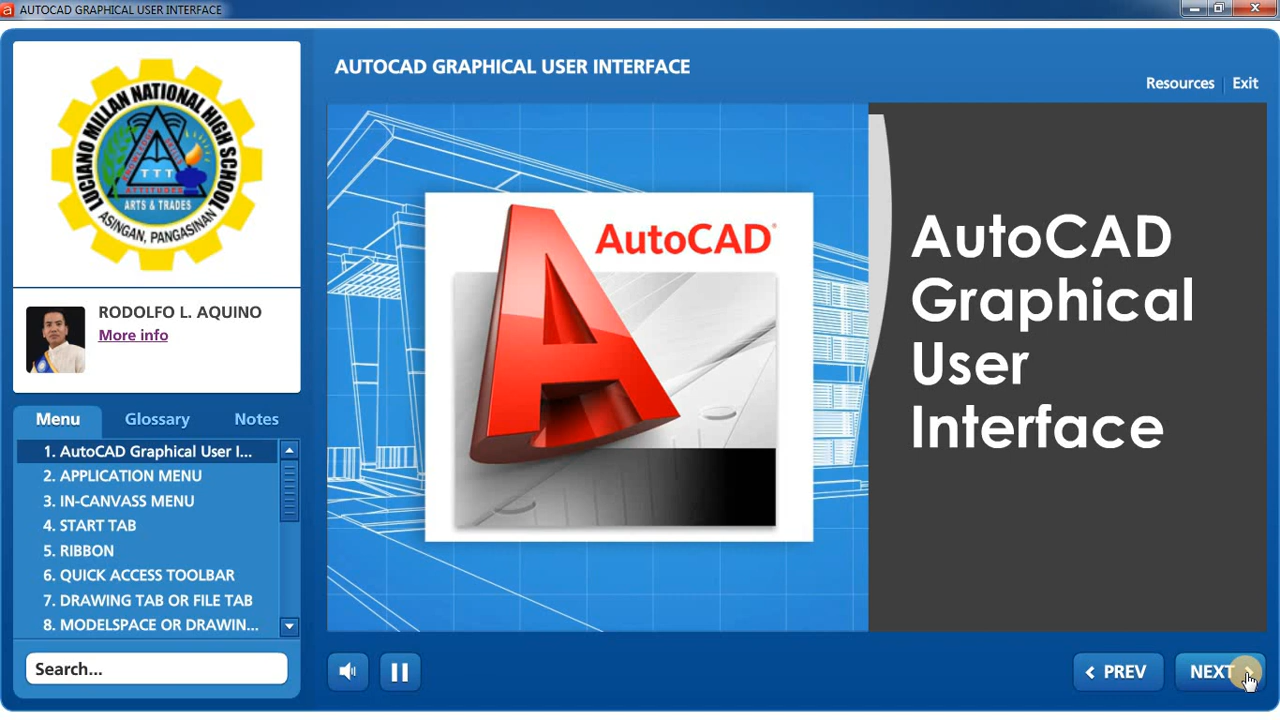 AUTOCAD GRAPHICAL USER INTERFACE
LUCIANO MILLAN NATIONAL HIGH SCHOOL
TTT
ATTITUDES
ARTS & TRADES
ASINGAN, PANGASINAN
RODOLFO L. AQUINO
More info
Menu
Glossary
Notes
1. AutoCAD Graphical User I...
2. APPLICATION MENU
3. IN-CANVASS MENU
4. START TAB
5. RIBBON
6. QUICK ACCESS TOOLBAR
7. DRAWING TAB OR FILE TAB
8. MODELSPACE OR DRAWIN...
Search...
AUTOCAD GRAPHICAL USER INTERFACE
Resources
Exit
AutoCAD®
AutoCAD
Graphical
User
Interface
PREV
NEXT